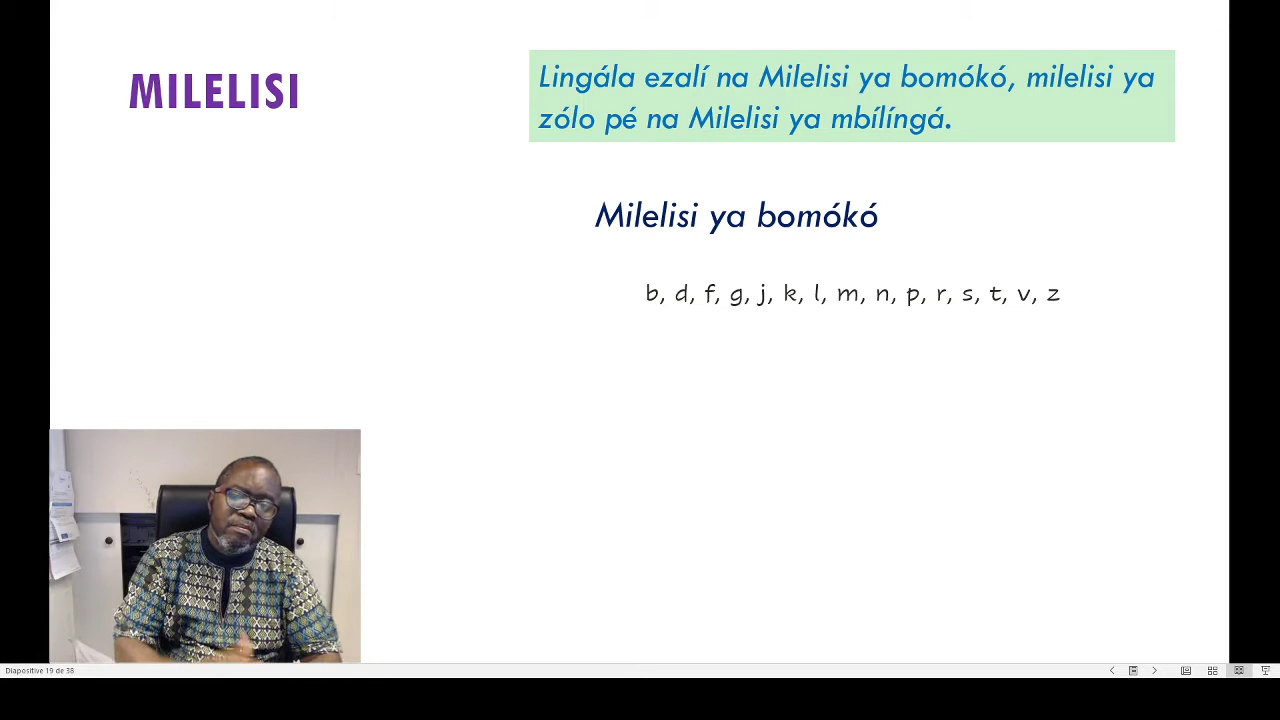 MILELISI
Lingála ezalí na Milelisi ya bomókó, milelisi ya
zólo pé na Milelisi ya mbílíngá.
Milelisi ya bomókó
b, d, f, g, j, k, l, m, n, p, r, s, t, v, z
Diapositive 19 de 38